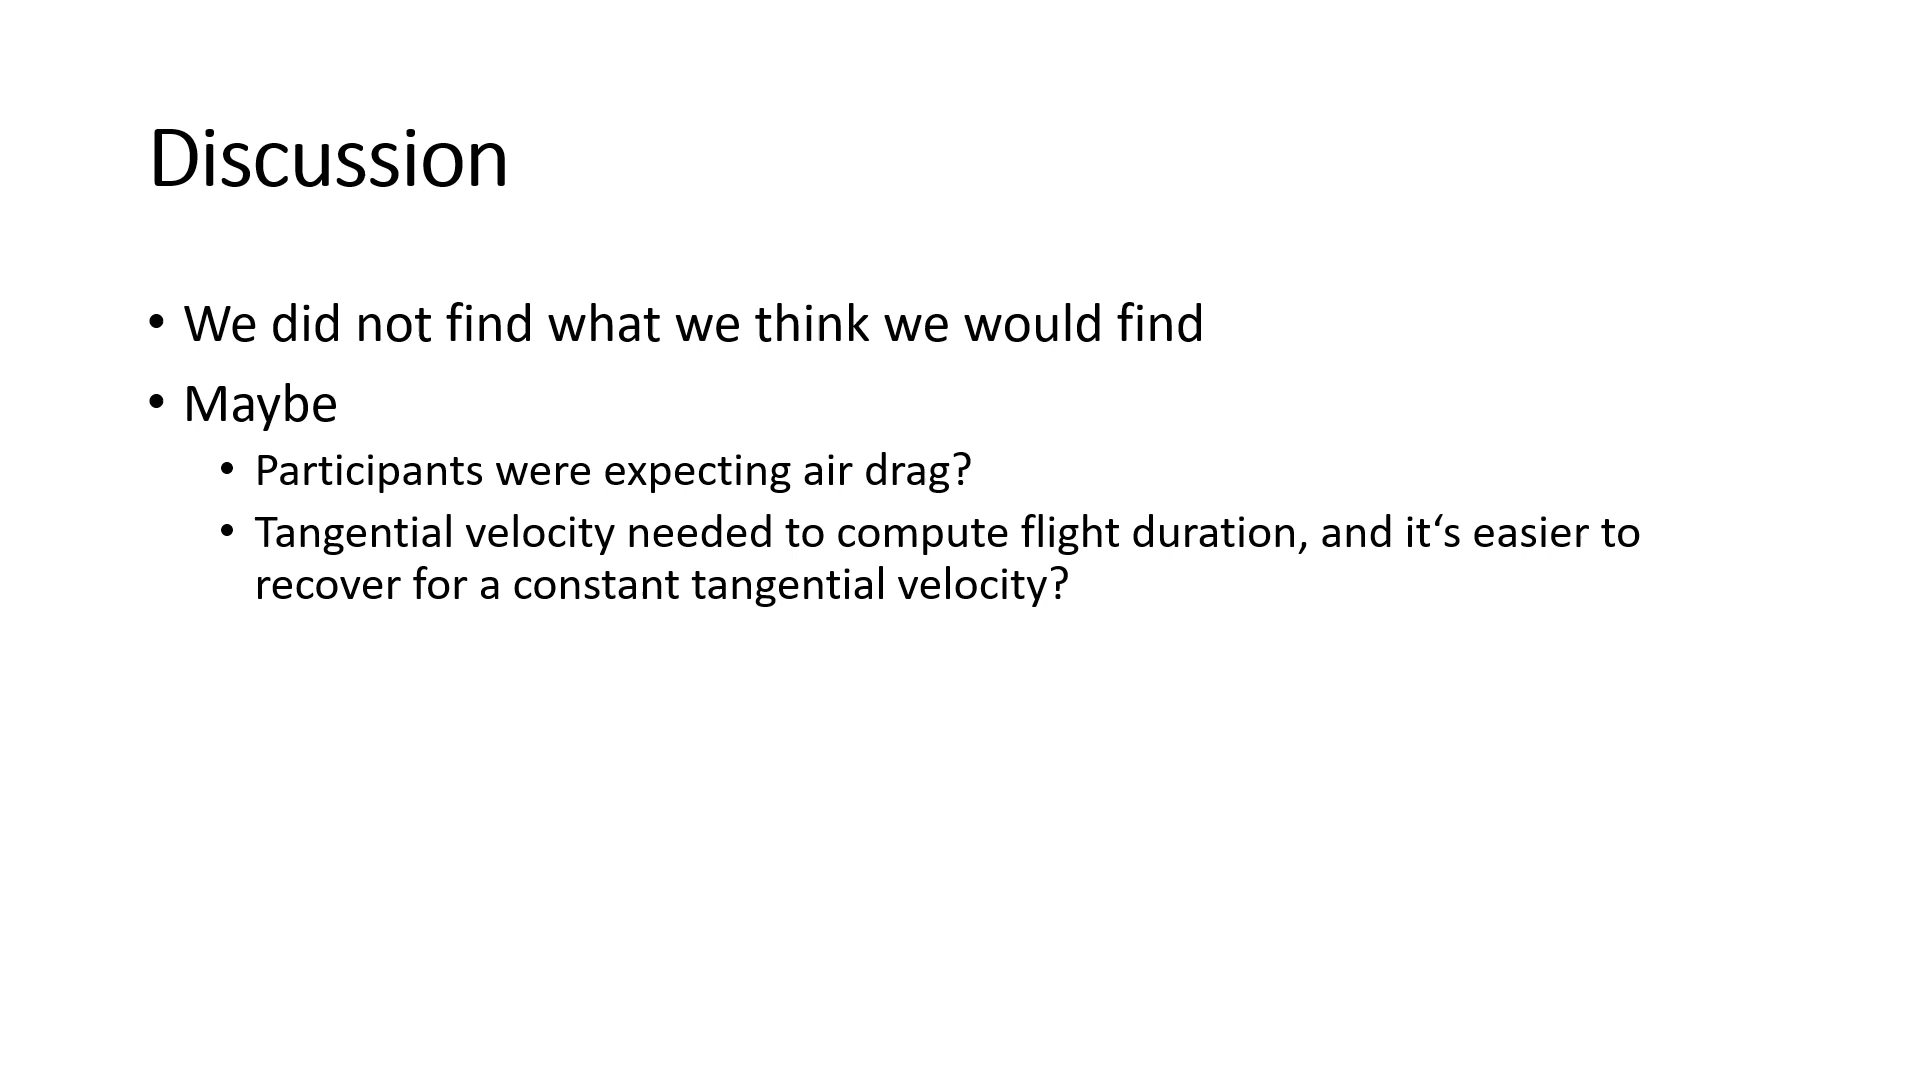 Discussion
• We did not find what we think we would find
• Maybe
• Participants were expecting air drag?
• Tangential velocity needed to compute flight duration, and it‘s easier to
recover for a constant tangential velocity?